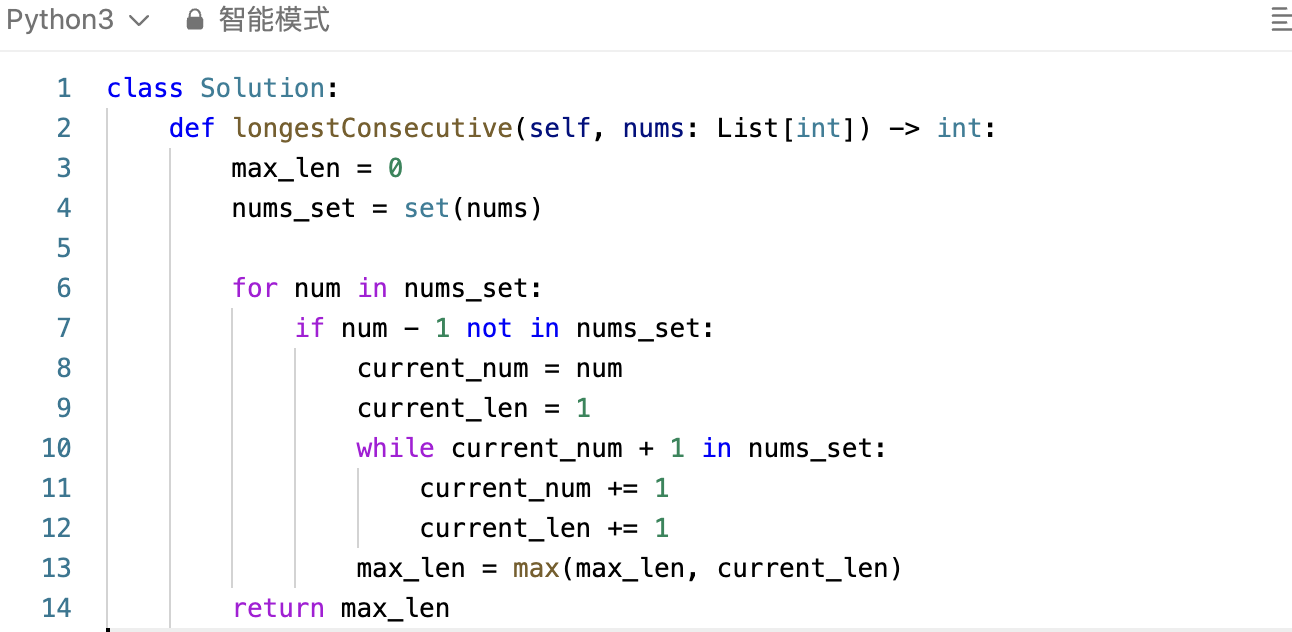 Python3 智能模式
1 class Solution:
2     def longestConsecutive(self, nums: List[int]) -> int:
3         max_len = 0
4         nums_set = set(nums)
5
6         for num in nums_set:
7             if num - 1 not in nums_set:
8                 current_num = num
9                 current_len = 1
10                 while current_num + 1 in nums_set:
11                     current_num += 1
12                     current_len += 1
13                 max_len = max(max_len, current_len)
14         return max_len